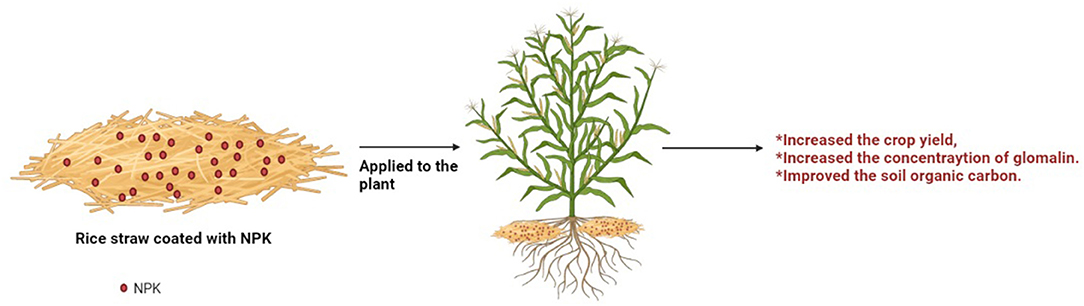 Rice straw coated with NPK
NPK
Applied to the
plant
*Increased the crop yield,
*Increased the concentraytion of glomalin.
*Improved the soil organic carbon.